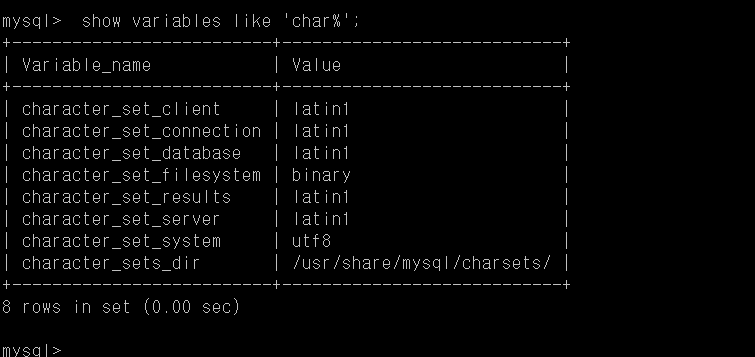 mysql>  show variables like 'char%';
+--------------------------+----------------------------+
| Variable_name            | Value                      |
+--------------------------+----------------------------+
| character_set_client     | latin1                     |
| character_set_connection | latin1                     |
| character_set_database   | latin1                     |
| character_set_filesystem | binary                     |
| character_set_results    | latin1                     |
| character_set_server     | latin1                     |
| character_set_system     | utf8                       |
| character_sets_dir       | /usr/share/mysql/charsets/ |
+--------------------------+----------------------------+
8 rows in set (0.00 sec)
mysql>